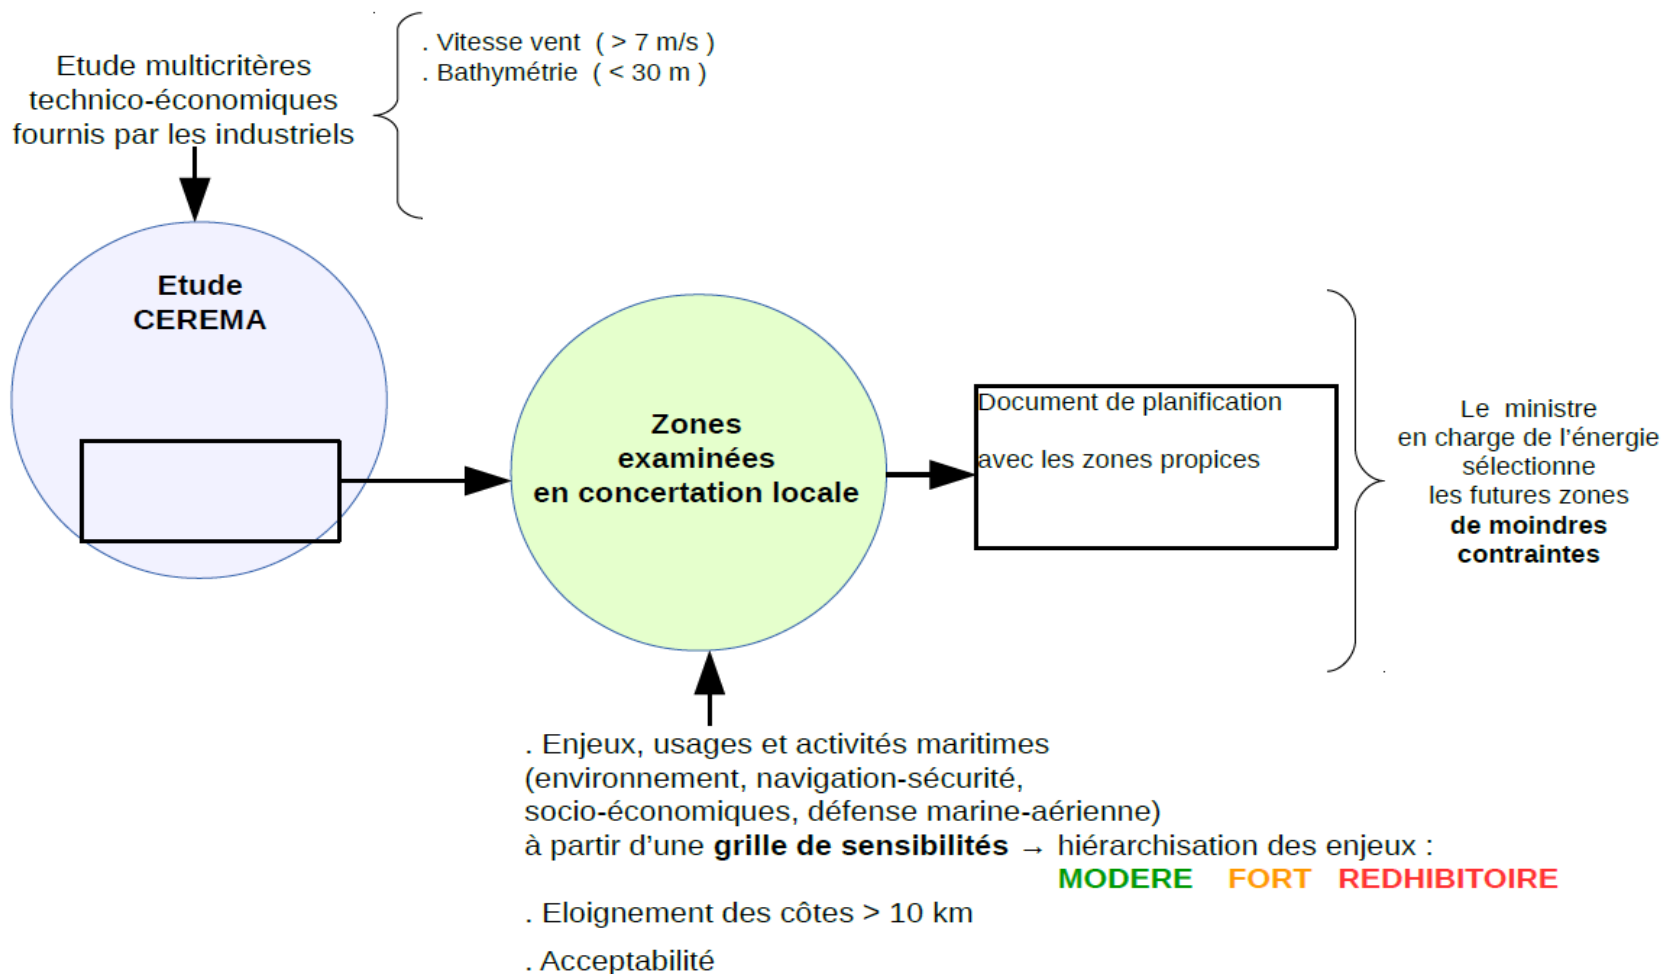 Etude multicritères
technico-économiques
fournis par les industriels
. Vitesse vent ( > 7 m/s )
. Bathymétrie ( < 30 m )
Etude
CEREMA
Zones
examinées
en concertation locale
Document de planification
avec les zones propices
Le ministre
en charge de l’énergie
sélectionne
les futures zones
de moindres
contraintes
. Enjeux, usages et activités maritimes
(environnement, navigation-sécurité,
socio-économiques, défense marine-aérienne)
à partir d’une grille de sensibilités → hiérarchisation des enjeux :
MODERE FORT REDHIBITOIRE
. Eloignement des côtes > 10 km
. Acceptabilité